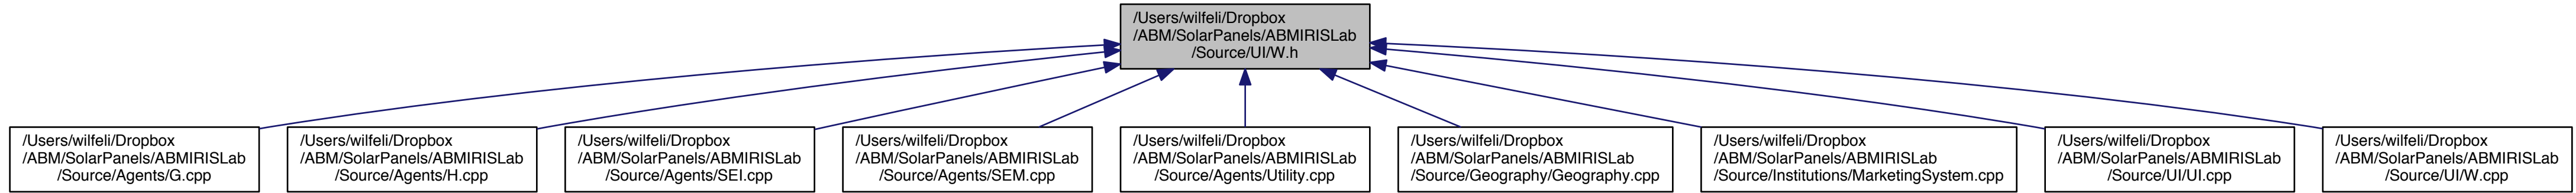 /Users/wilfeli/Dropbox
/ABM/SolarPanels/ABMIRISLab
/Source/UI/W.h
/Users/wilfeli/Dropbox
/ABM/SolarPanels/ABMIRISLab
/Source/Agents/G.cpp
/Users/wilfeli/Dropbox
/ABM/SolarPanels/ABMIRISLab
/Source/Agents/H.cpp
/Users/wilfeli/Dropbox
/ABM/SolarPanels/ABMIRISLab
/Source/Agents/SEI.cpp
/Users/wilfeli/Dropbox
/ABM/SolarPanels/ABMIRISLab
/Source/Agents/SEM.cpp
/Users/wilfeli/Dropbox
/ABM/SolarPanels/ABMIRISLab
/Source/Agents/Utility.cpp
/Users/wilfeli/Dropbox
/ABM/SolarPanels/ABMIRISLab
/Source/Geography/Geography.cpp
/Users/wilfeli/Dropbox
/ABM/SolarPanels/ABMIRISLab
/Source/Institutions/MarketingSystem.cpp
/Users/wilfeli/Dropbox
/ABM/SolarPanels/ABMIRISLab
/Source/UI/UI.cpp
/Users/wilfeli/Dropbox
/ABM/SolarPanels/ABMIRISLab
/Source/UI/W.cpp